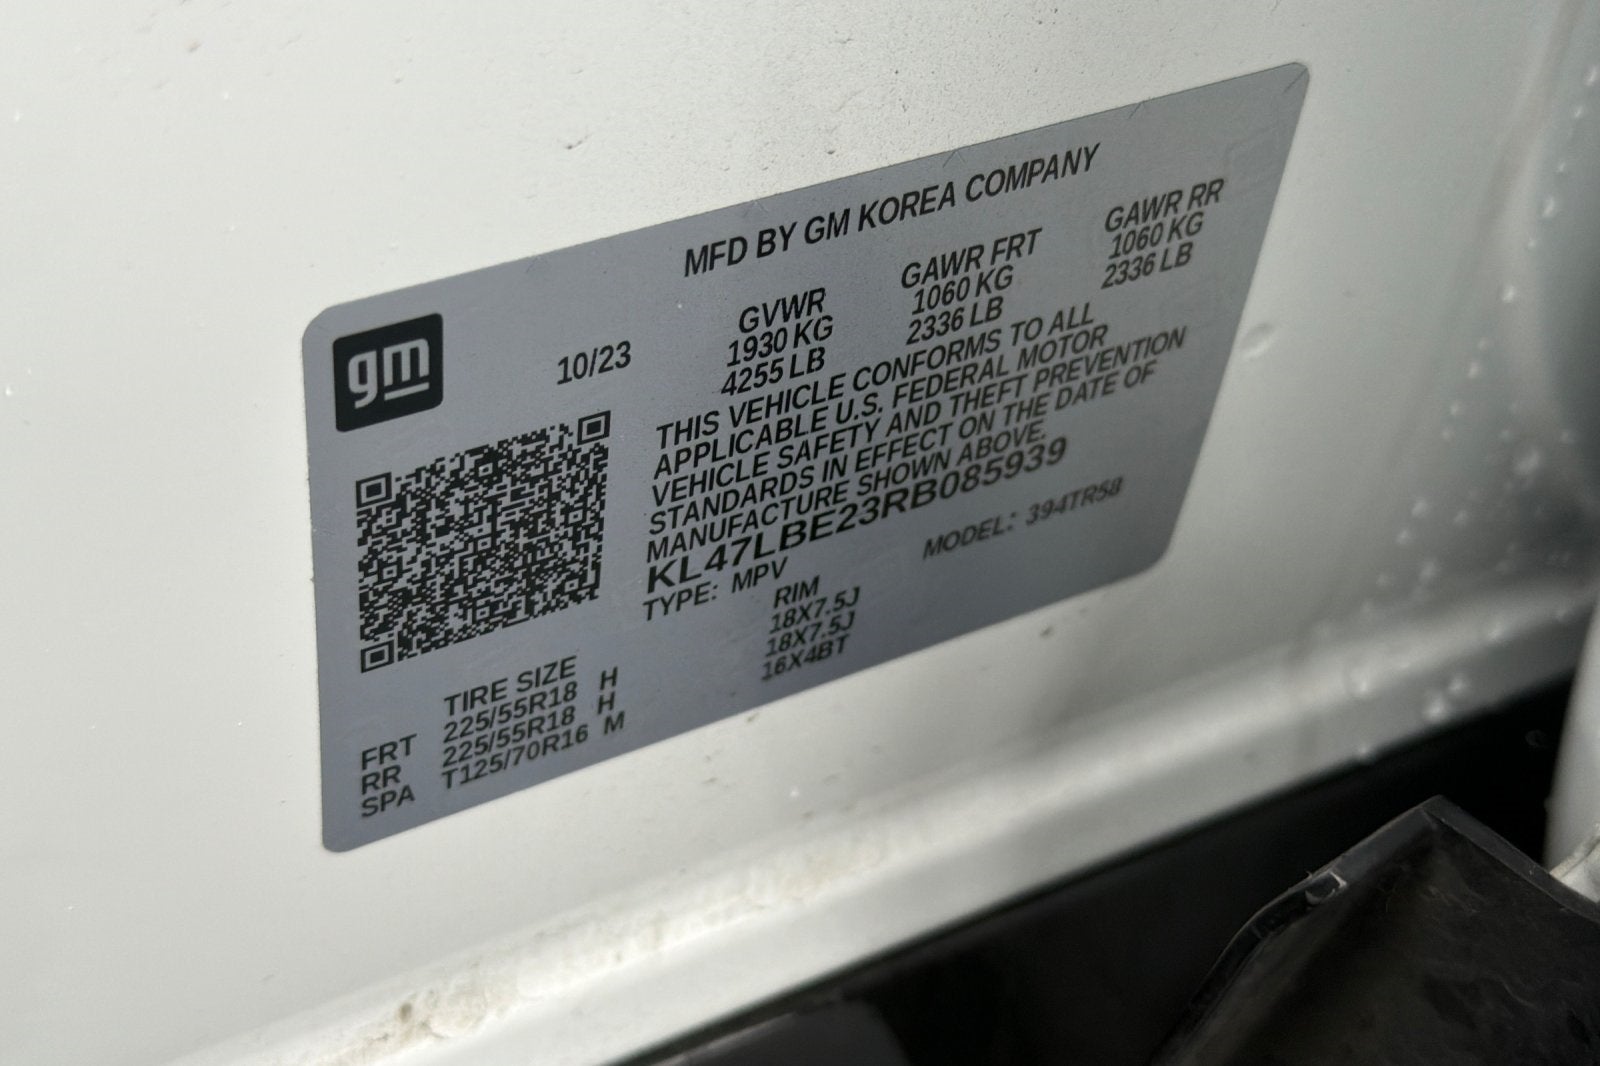 MFD BY GM KOREA COMPANY
gm
10/23
GVWR GAWR FRT GAWR RR
1930 KG 1060 KG 1060 KG
4255 LB 2336 LB 2336 LB
THIS VEHICLE CONFORMS TO ALL
APPLICABLE U.S. FEDERAL MOTOR
VEHICLE SAFETY AND THEFT PREVENTION
STANDARDS IN EFFECT ON THE DATE OF
MANUFACTURE SHOWN ABOVE.
KL47LBE23RB085939
TYPE: MPV MODEL: 394TR58
TIRE SIZE RIM
FRT 225/55R18 H 18X7.5J
RR 225/55R18 H 18X7.5J
SPA T125/70R16 M 16X4BT